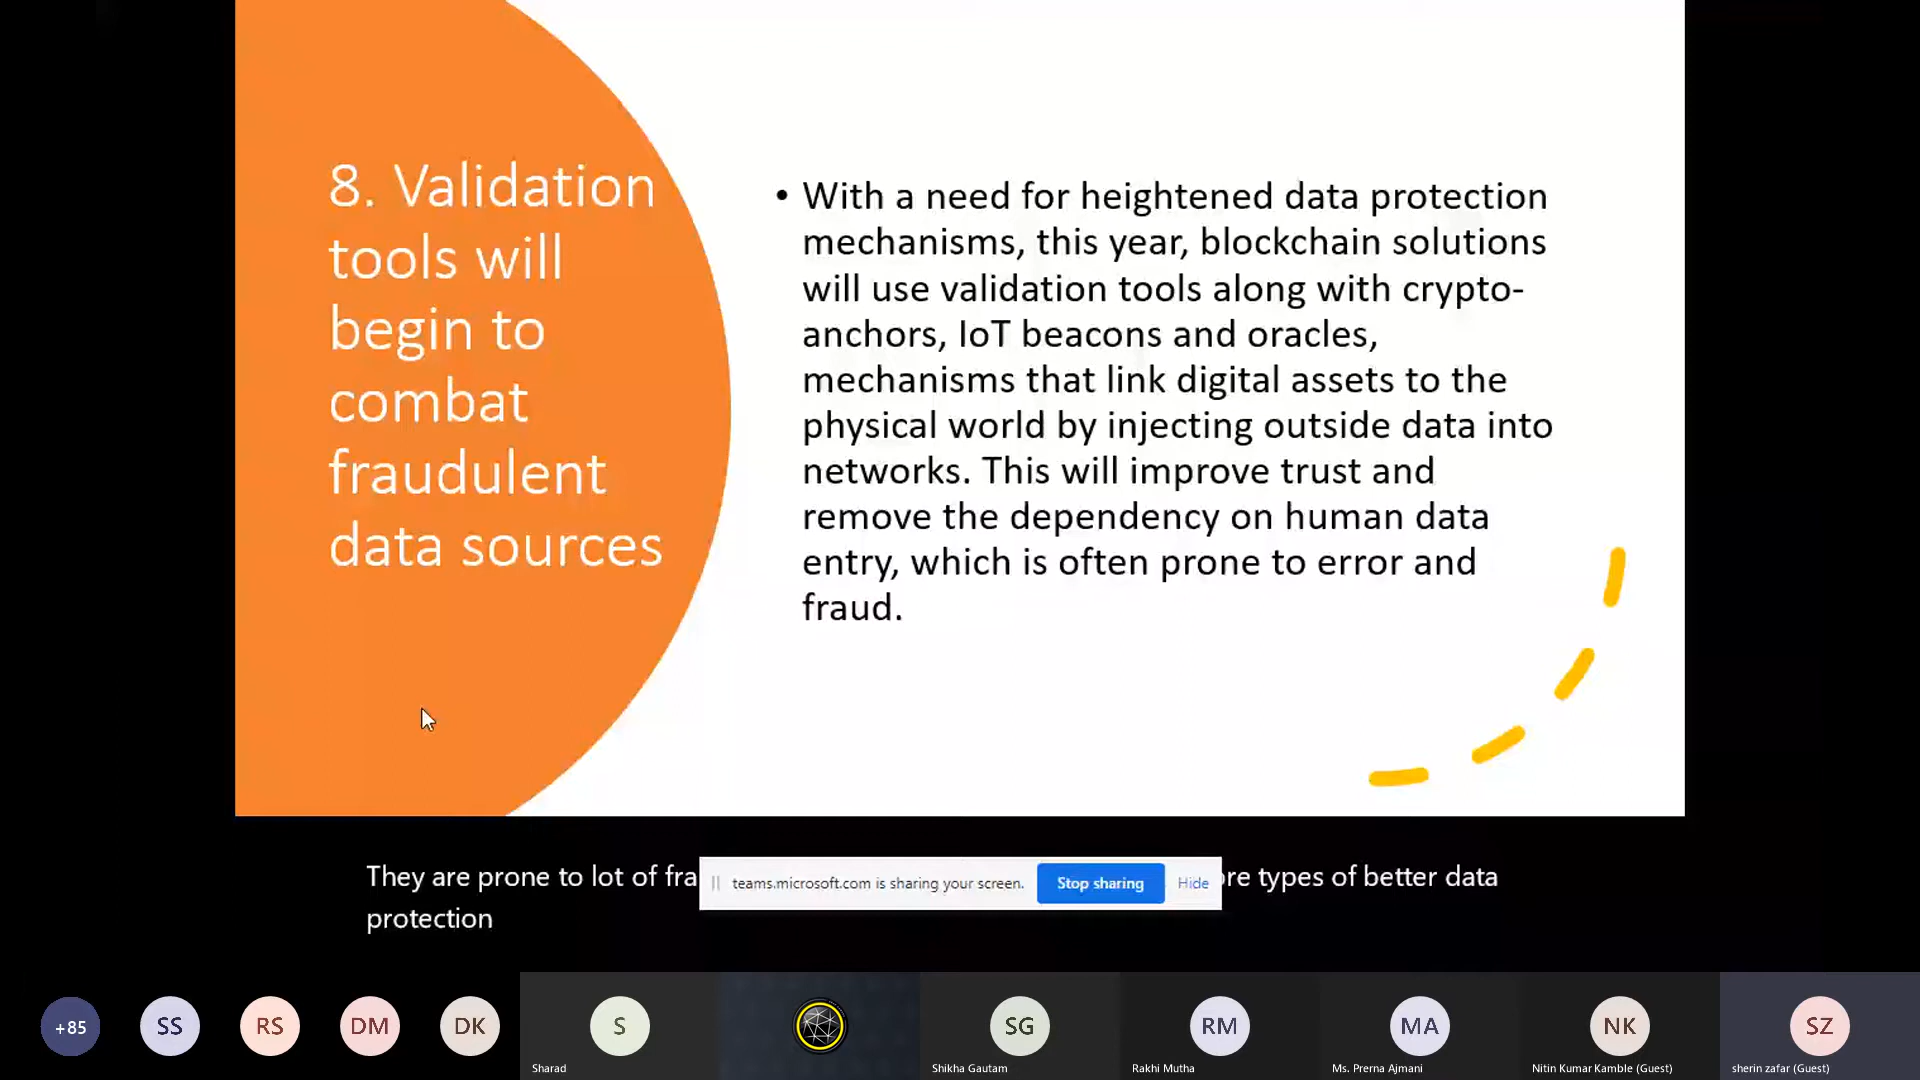 8. Validation
tools will
begin to
combat
fraudulent
data sources
• With a need for heightened data protection
mechanisms, this year, blockchain solutions
will use validation tools along with crypto-
anchors, IoT beacons and oracles,
mechanisms that link digital assets to the
physical world by injecting outside data into
networks. This will improve trust and
remove the dependency on human data
entry, which is often prone to error and
fraud.
They are prone to lot of
types of better data
protection
teams.microsoft.com is sharing your screen.
Stop sharing
Hide
+85
SS
RS
DM
DK
S
SG
RM
MA
NK
SZ
Sharad
Shikha Gautam
Rakhi Mutha
Ms. Prerna Ajmani
Nitin Kumar Kamble (Guest)
sherin zafar (Guest)